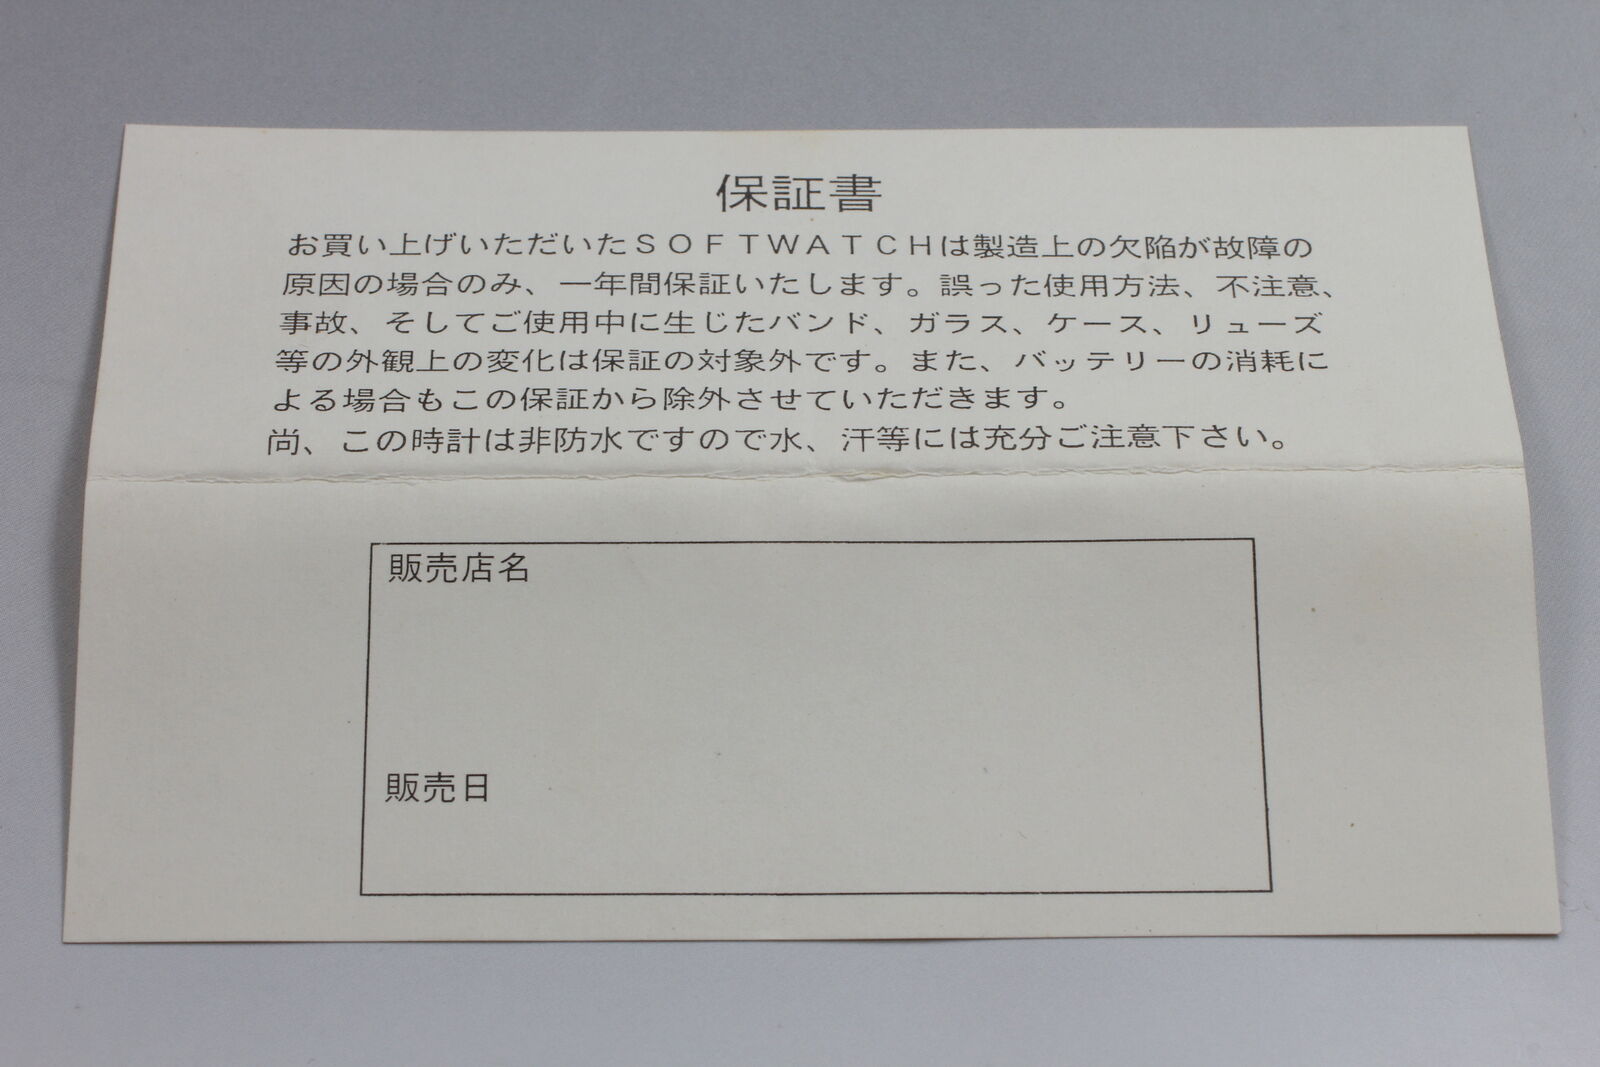 保証書
お買い上げいただいたＳＯＦＴＷＡＴＣＨは製造上の欠陥が故障の
原因の場合のみ、一年間保証いたします。誤った使用方法、不注意、
事故、そしてご使用中に生じたバンド、ガラス、ケース、リューズ
等の外観上の変化は保証の対象外です。また、バッテリーの消耗に
よる場合もこの保証から除外させていただきます。
尚、この時計は非防水ですので水、汗等には充分ご注意下さい。
販売店名
販売日